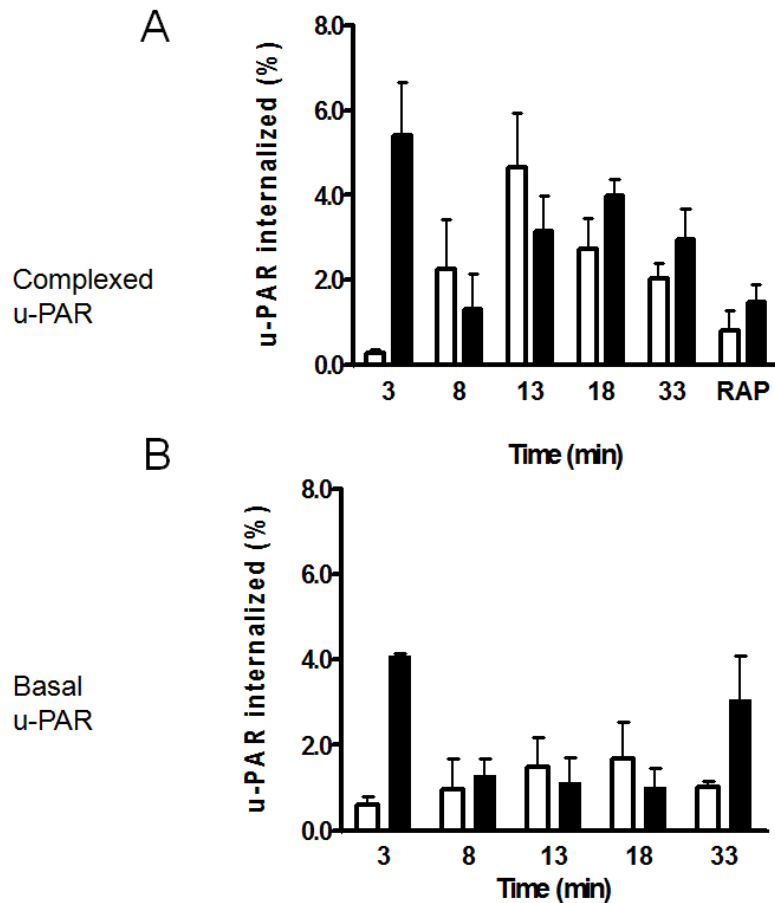 A
8.0
6.0
4.0
2.0
0.0
u-PAR internalized (%)
Complexed
u-PAR
3 8 13 18 33 RAP
Time (min)
B
8.0
6.0
4.0
2.0
0.0
u-PAR internalized (%)
Basal
u-PAR
3 8 13 18 33
Time (min)